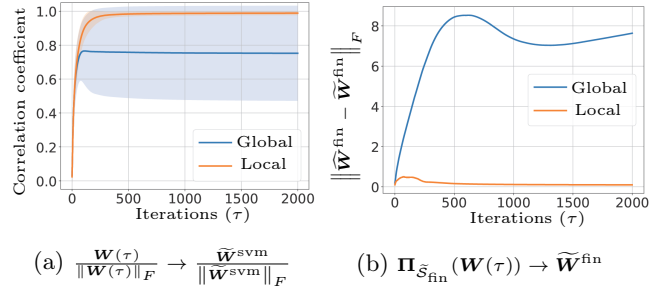 Correlation coefficient
1.0
0.8
0.6
0.4
0.2
0.0
Global
Local
0 500 1000 1500 2000
Iterations (τ)
(a) W(τ) / ‖W(τ)‖_F → W̃^svm / ‖W̃^svm‖_F
‖Ŵ^fin − W̃^fin‖_F
8
6
4
2
0
Global
Local
0 500 1000 1500 2000
Iterations (τ)
(b) Π_{S̃_fin}(W(τ)) → W̃^fin